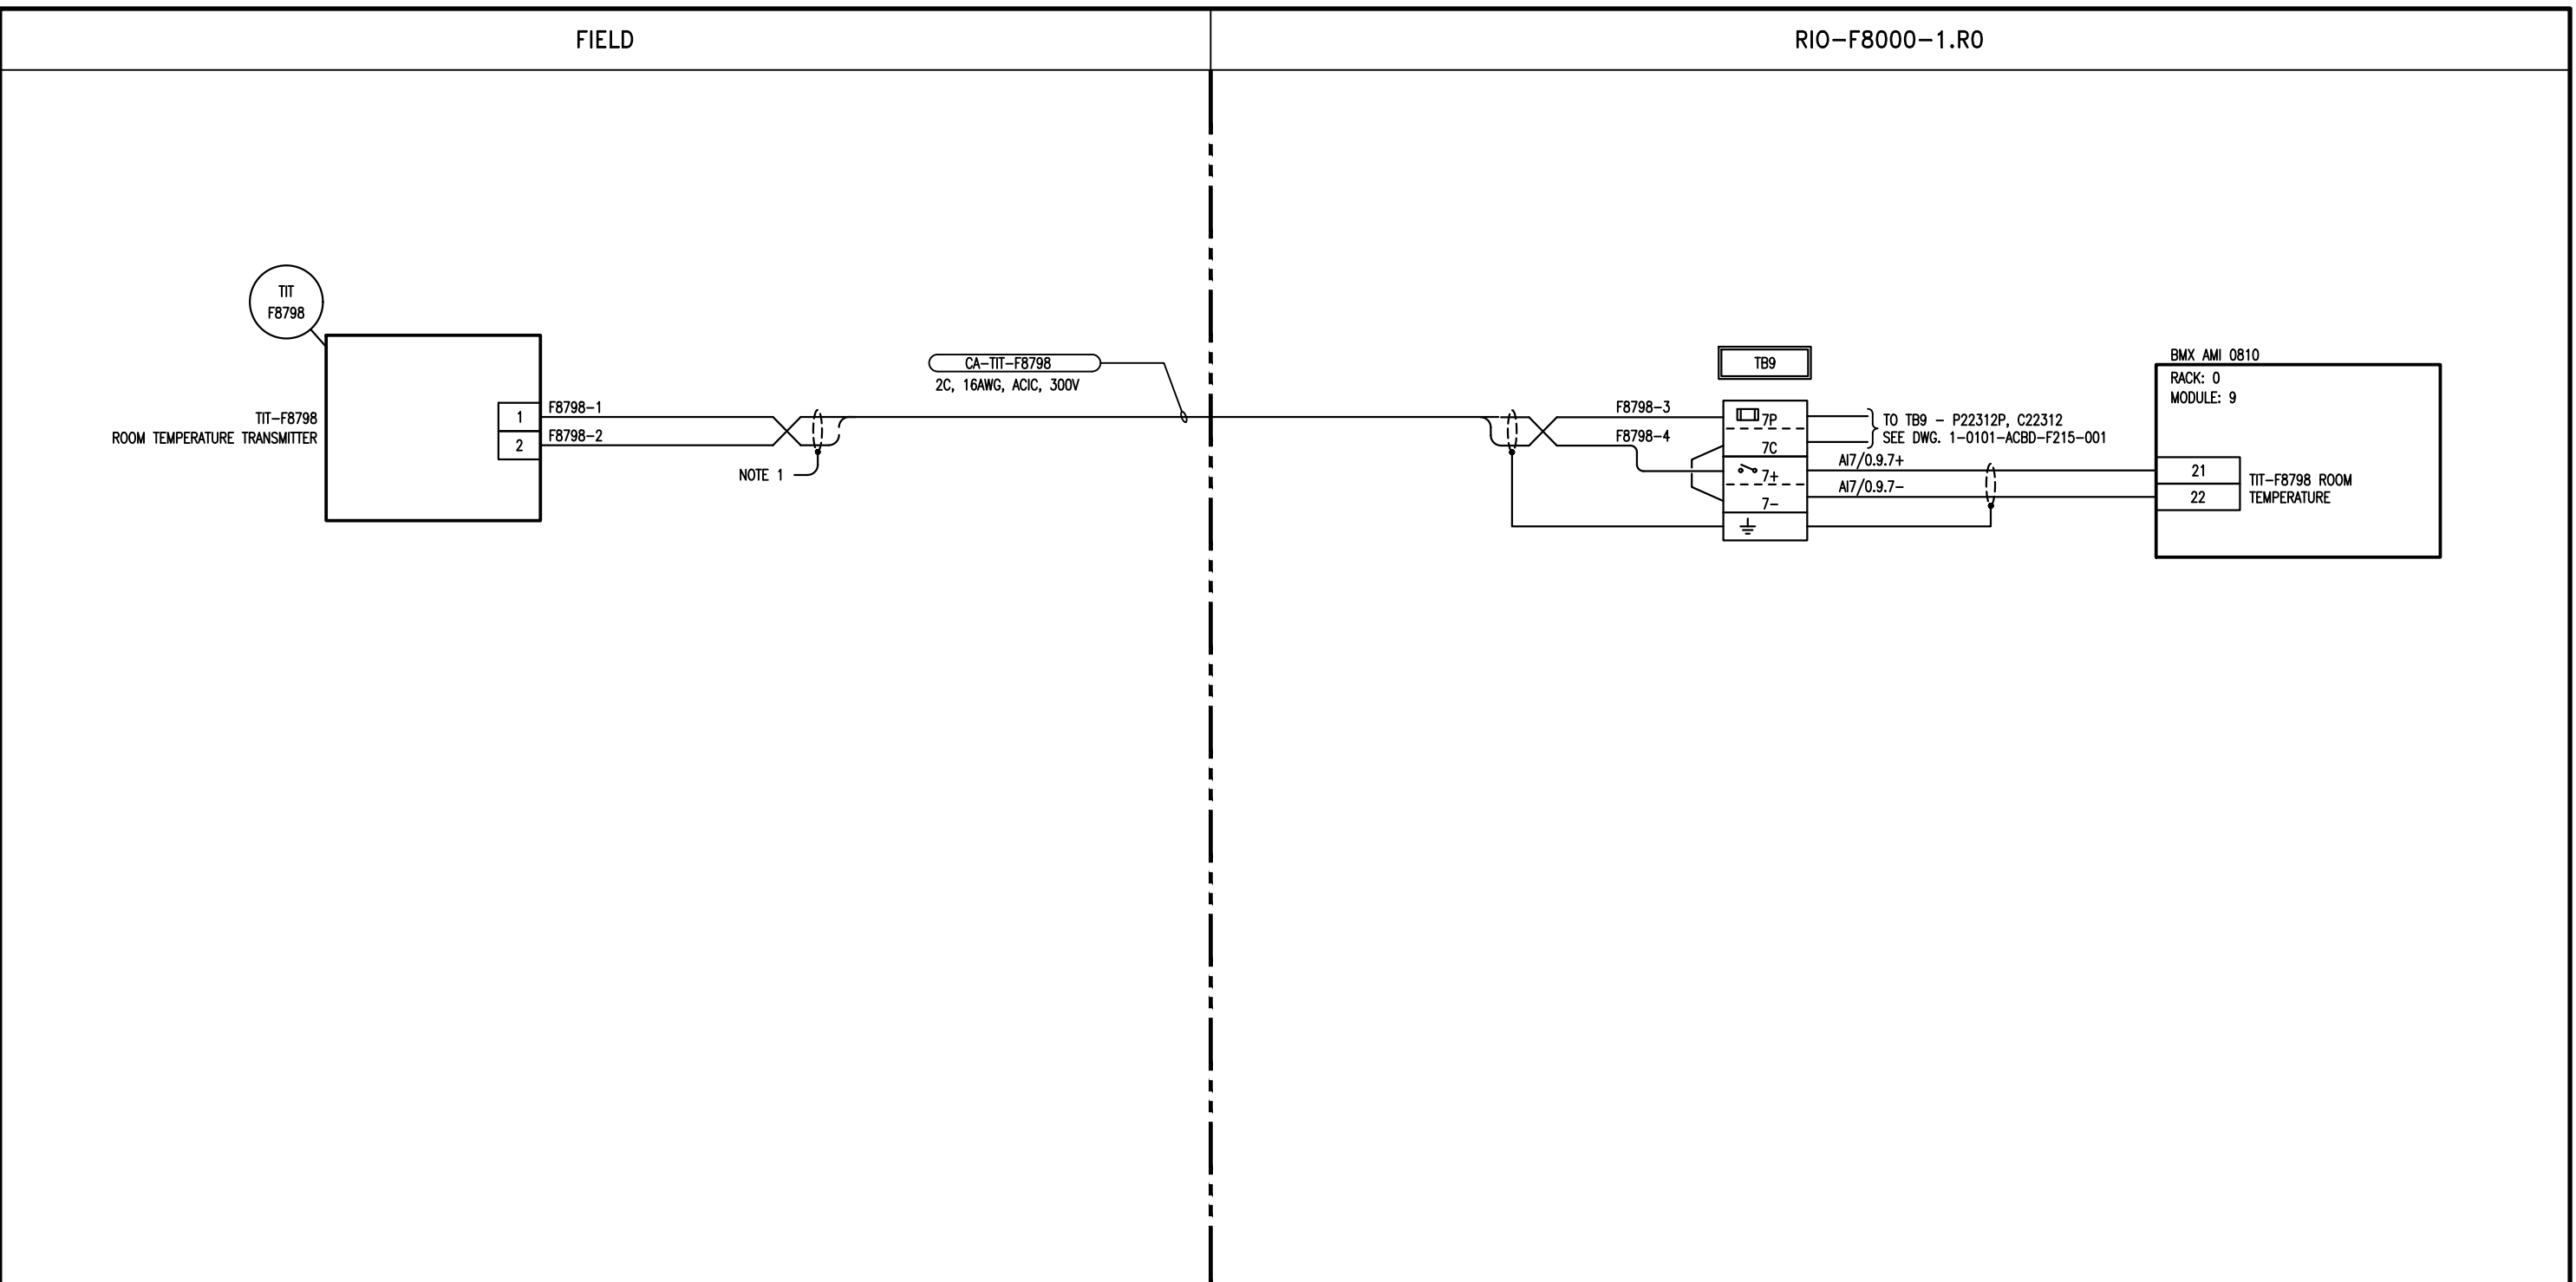 FIELD
RIO-F8000-1.R0
TIT
F8798
TIT-F8798
ROOM TEMPERATURE TRANSMITTER
1
2
F8798-1
F8798-2
NOTE 1
CA-TIT-F8798
2C, 16AWG, ACIC, 300V
F8798-3
F8798-4
TB9
7P
7C
7+
7-
TO TB9 - P22312P, C22312
SEE DWG. 1-0101-ACBD-F215-001
AI7/0.9.7+
AI7/0.9.7-
BMX AMI 0810
RACK: 0
MODULE: 9
21
22
TIT-F8798 ROOM
TEMPERATURE